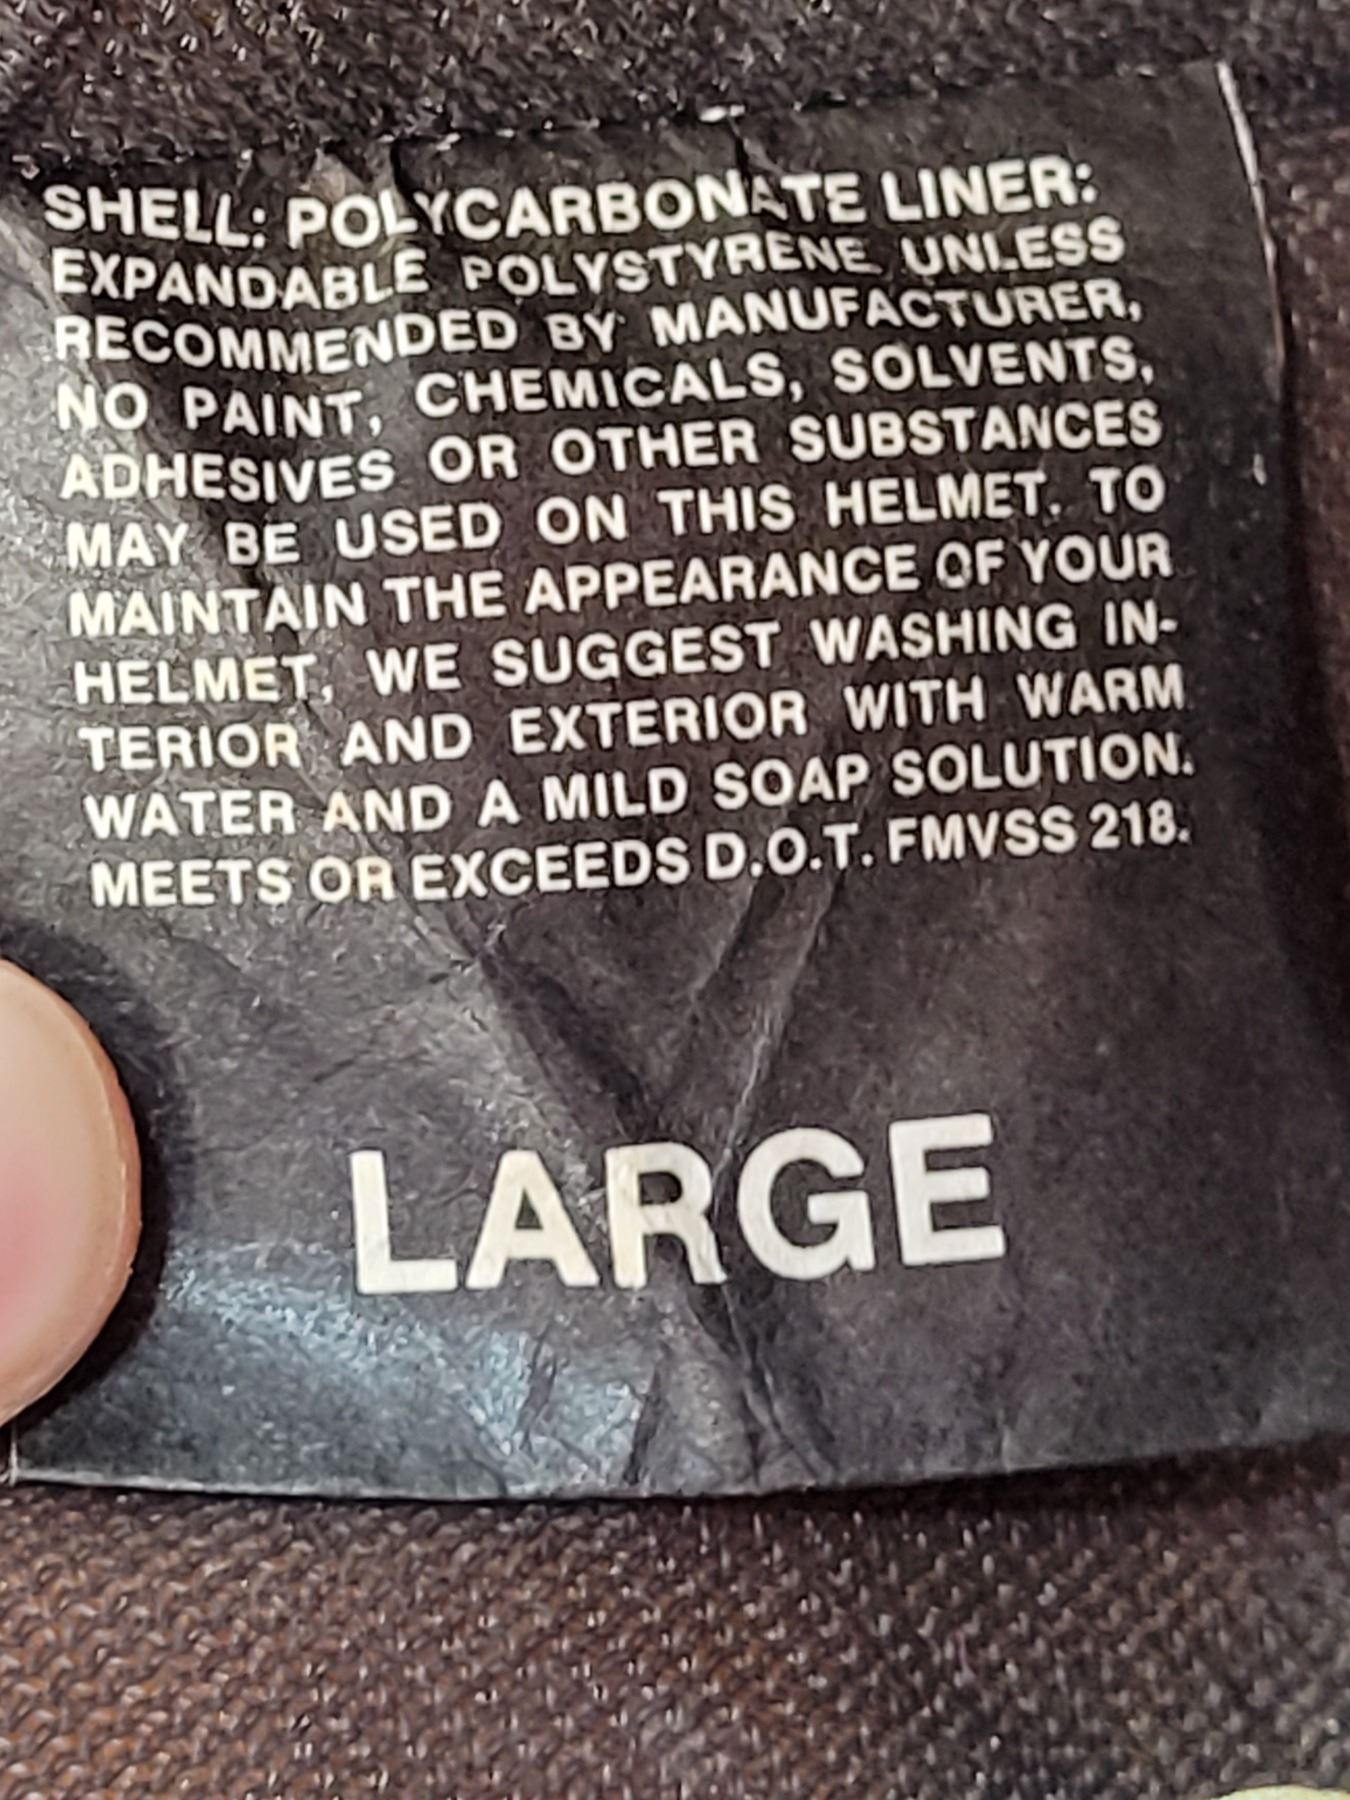 SHELL: POLYCARBONATE LINER:
EXPANDABLE POLYSTYRENE UNLESS
RECOMMENDED BY MANUFACTURER,
NO PAINT, CHEMICALS, SOLVENTS,
ADHESIVES OR OTHER SUBSTANCES
MAY BE USED ON THIS HELMET. TO
MAINTAIN THE APPEARANCE OF YOUR
HELMET, WE SUGGEST WASHING IN-
TERIOR AND EXTERIOR WITH WARM
WATER AND A MILD SOAP SOLUTION.
MEETS OR EXCEEDS D.O.T. FMVSS 218.
LARGE